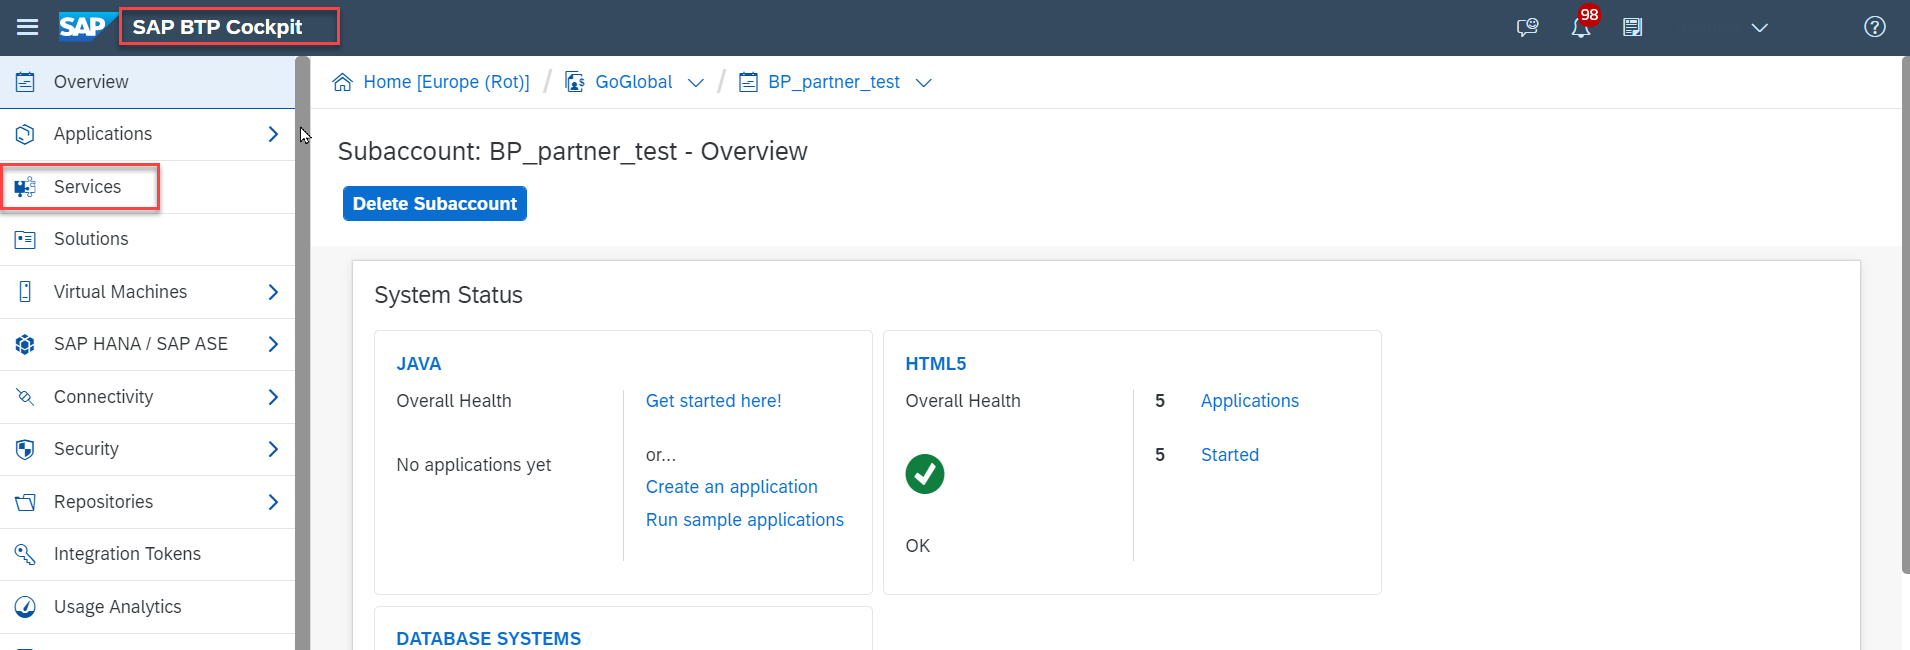 SAP SAP BTP Cockpit 98
Overview
Applications
Services
Solutions
Virtual Machines
SAP HANA / SAP ASE
Connectivity
Security
Repositories
Integration Tokens
Usage Analytics
Home [Europe (Rot)] / GoGlobal / BP_partner_test
Subaccount: BP_partner_test - Overview
Delete Subaccount
System Status
JAVA
Overall Health
No applications yet
Get started here!
or...
Create an application
Run sample applications
HTML5
Overall Health
OK
5 Applications
5 Started
DATABASE SYSTEMS